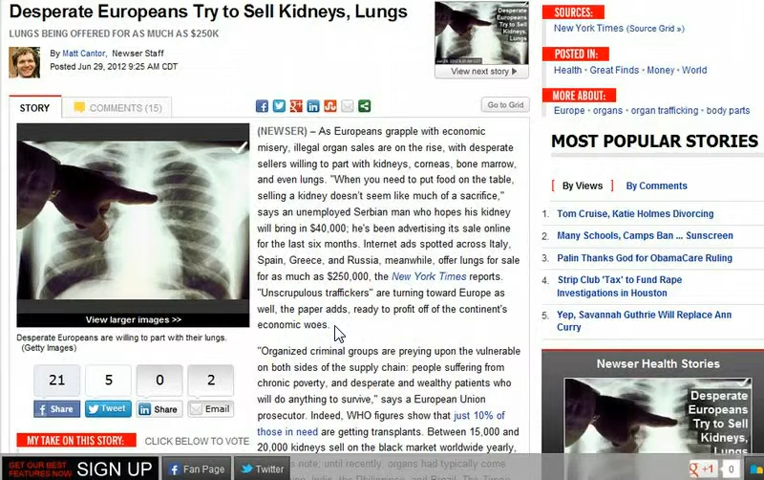 Desperate Europeans Try to Sell Kidneys, Lungs
LUNGS BEING OFFERED FOR AS MUCH AS $250K
By Matt Cantor, Newser Staff
Posted Jun 29, 2012 9:25 AM CDT
Desperate
Europeans
Try to Sell
Kidneys,
Lungs
View next story
STORY
COMMENTS (15)
Go to Grid
View larger images >>
Desperate Europeans are willing to part with their lungs.
(Getty Images)
21 5 0 2
Share Tweet Share Email
MY TAKE ON THIS STORY: CLICK BELOW TO VOTE
(NEWSER) – As Europeans grapple with economic
misery, illegal organ sales are on the rise, with desperate
sellers willing to part with kidneys, corneas, bone marrow,
and even lungs. "When you need to put food on the table,
selling a kidney doesn't seem like much of a sacrifice,"
says an unemployed Serbian man who hopes his kidney
will bring in $40,000; he's been advertising its sale online
for the last six months. Internet ads spotted across Italy,
Spain, Greece, and Russia, meanwhile, offer lungs for sale
for as much as $250,000, the New York Times reports.
"Unscrupulous traffickers" are turning toward Europe as
well, the paper adds, ready to profit off of the continent's
economic woes.
"Organized criminal groups are preying upon the vulnerable
on both sides of the supply chain: people suffering from
chronic poverty, and desperate and wealthy patients who
will do anything to survive," says a European Union
prosecutor. Indeed, WHO figures show that just 10% of
those in need are getting transplants. Between 15,000 and
20,000 kidneys sell on the black market worldwide yearly,
note; until recently, organs had typically come
SOURCES:
New York Times (Source Grid »)
POSTED IN:
Health · Great Finds · Money · World
MORE ABOUT:
Europe · organs · organ trafficking · body parts
MOST POPULAR STORIES
[ By Views ] By Comments
1. Tom Cruise, Katie Holmes Divorcing
2. Many Schools, Camps Ban ... Sunscreen
3. Palin Thanks God for ObamaCare Ruling
4. Strip Club 'Tax' to Fund Rape
Investigations in Houston
5. Yep, Savannah Guthrie Will Replace Ann
Curry
Newser Health Stories
Desperate
Europeans
Try to Sell
Kidneys,
Lungs
GET OUR BEST
FEATURES NOW
SIGN UP
Fan Page
Twitter
+1 0